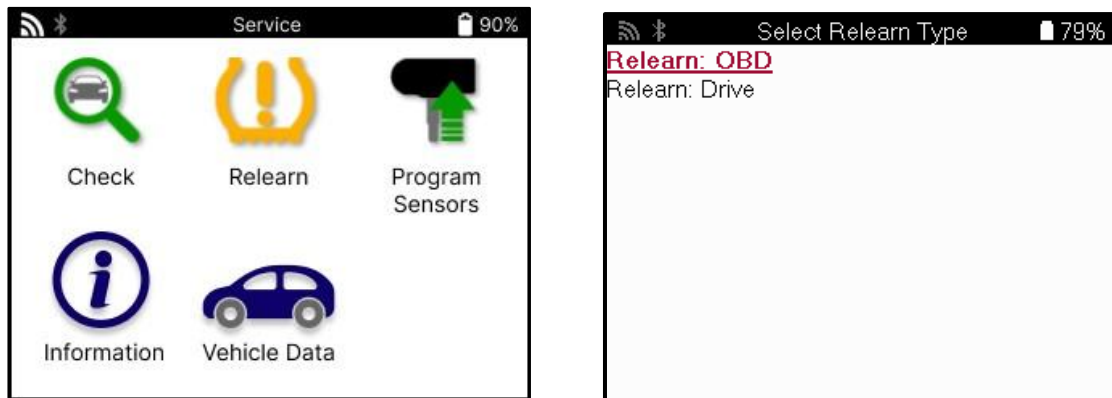 Service
90%
Check
Relearn
Program
Sensors
Information
Vehicle Data
Select Relearn Type
79%
Relearn: OBD
Relearn: Drive